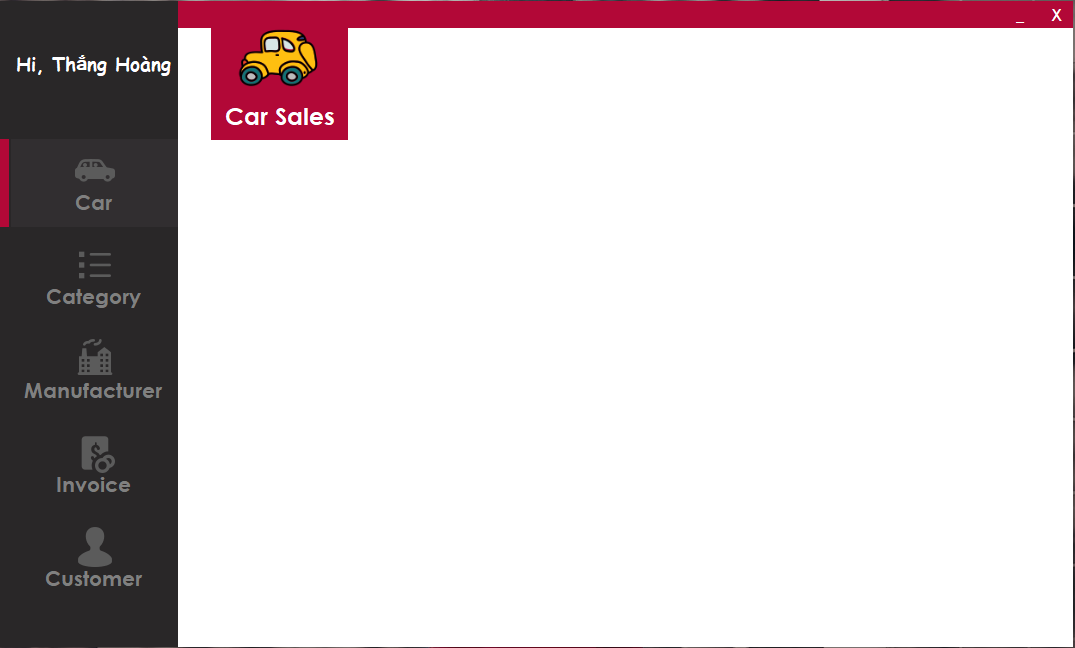 _ X
Hi, Thắng Hoàng
Car Sales
Car
Category
Manufacturer
Invoice
Customer